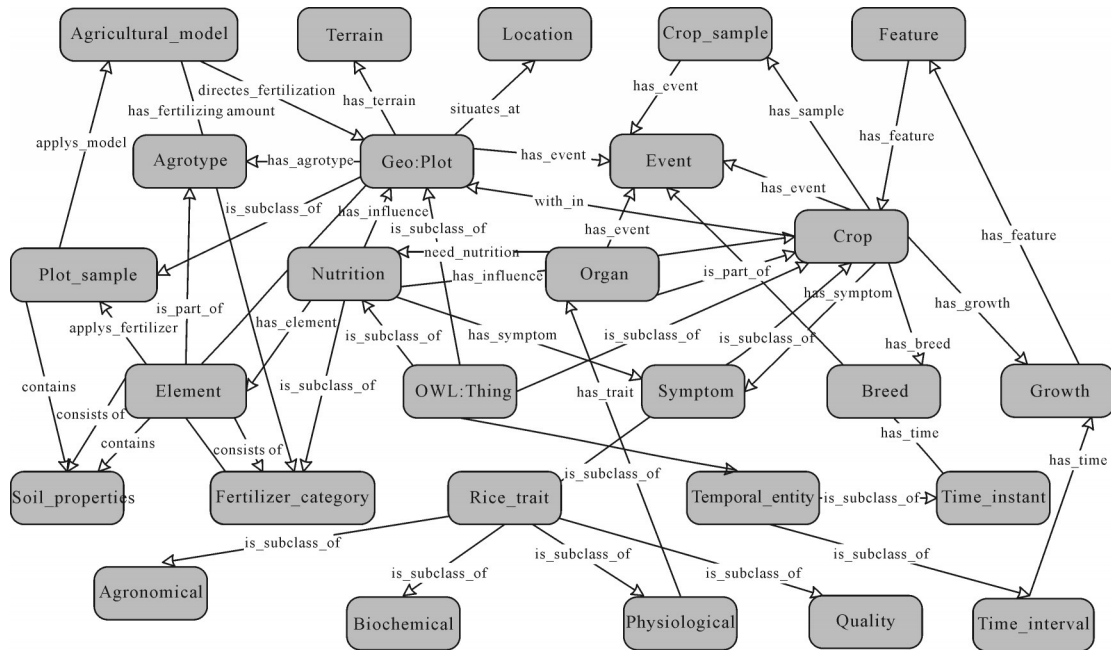 Agricultural_model
Terrain
Location
Crop_sample
Feature
directes_fertilization
has_fertilizing amount
has_terrain
situates_at
has_event
has_sample
has_feature
applys_model
Agrotype
has_agrotype
Geo:Plot
has_event
Event
has_event
is_subclass_of
has_influence
is_subclass_of
with_in
has_event
Crop
has_feature
Plot_sample
Nutrition
need_nutrition
has_influence
Organ
is_part_of
has_symptom
has_growth
applys_fertilizer
is_part_of
has_element
is_subclass_of
has_symptom
is_subclass_of
has_breed
contains
Element
is_subclass_of
OWL:Thing
has_trait
Symptom
Breed
Growth
consists of
contains
consists of
has_time
has_time
Soil_properties
Fertilizer_category
Rice_trait
is_subclass_of
Temporal_entity
is_subclass_of
Time_instant
is_subclass_of
is_subclass_of
is_subclass_of
is_subclass_of
is_subclass_of
Agronomical
Biochemical
Physiological
Quality
Time_interval